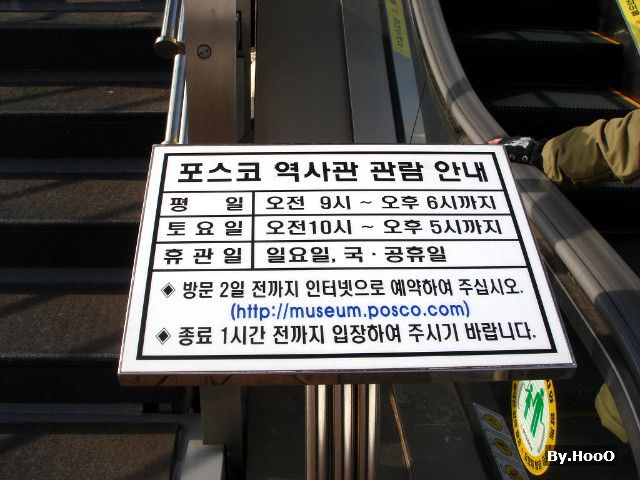 포스코 역사관 관람 안내
평 일 오전 9시 ~ 오후 6시까지
토요일 오전10시 ~ 오후 5시까지
휴관일 일요일, 국·공휴일
◈ 방문 2일 전까지 인터넷으로 예약하여 주십시오.
(http://museum.posco.com)
◈ 종료 1시간 전까지 입장하여 주시기 바랍니다.
By.HooO